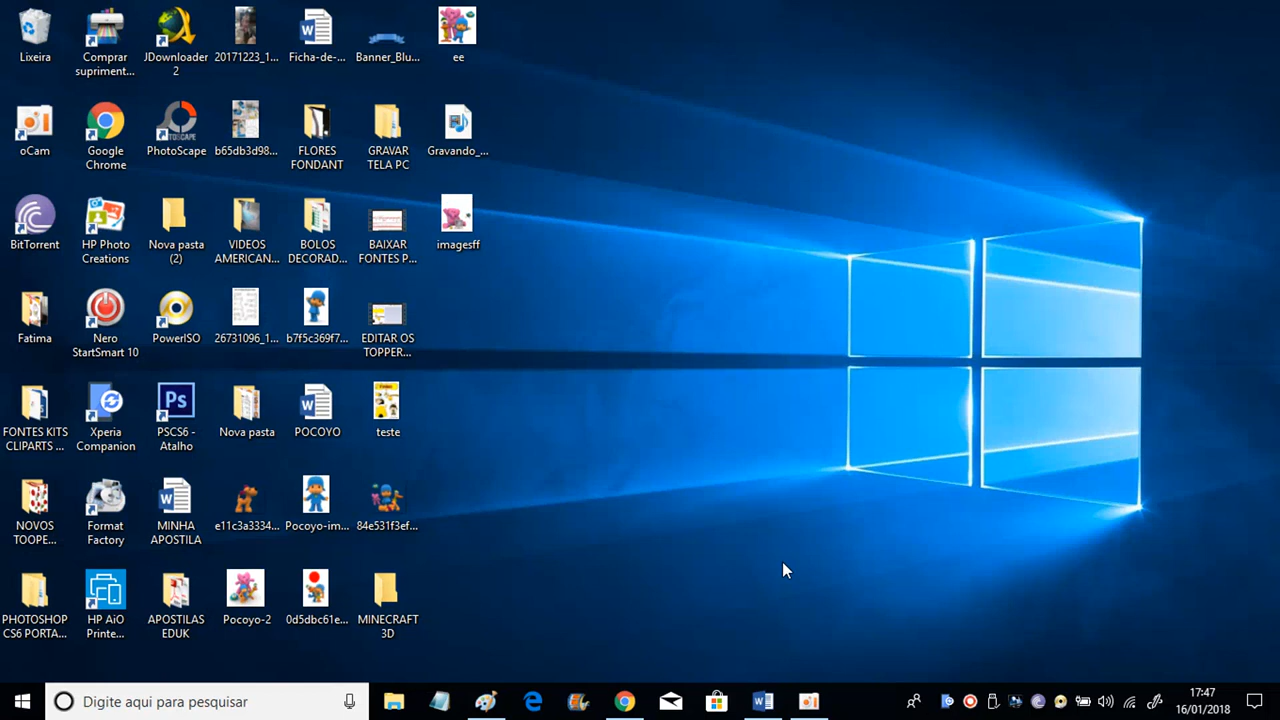 Lixeira
Comprar
supriment...
JDownloader
2
20171223_1...
Ficha-de-...
Banner_Blu...
ee
oCam
Google
Chrome
PhotoScape
b65db3d98...
FLORES
FONDANT
GRAVAR
TELA PC
Gravando_...
BitTorrent
HP Photo
Creations
Nova pasta
(2)
VIDEOS
AMERICAN...
BOLOS
DECORAD...
BAIXAR
FONTES P...
imagesff
Fatima
Nero
StartSmart 10
PowerISO
26731096_1...
b7f5c369f7...
EDITAR OS
TOPPER...
FONTES KITS
CLIPARTS ...
Xperia
Companion
Ps
PSCS6 -
Atalho
Nova pasta
POCOYO
teste
NOVOS
TOOPE...
Format
Factory
MINHA
APOSTILA
e11c3a3334...
Pocoyo-im...
84e531f3ef...
PHOTOSHOP
CS6 PORTA...
HP AiO
Printe...
APOSTILAS
EDUK
Pocoyo-2
0d5dbc61e...
MINECRAFT
3D
Digite aqui para pesquisar
17:47
16/01/2018